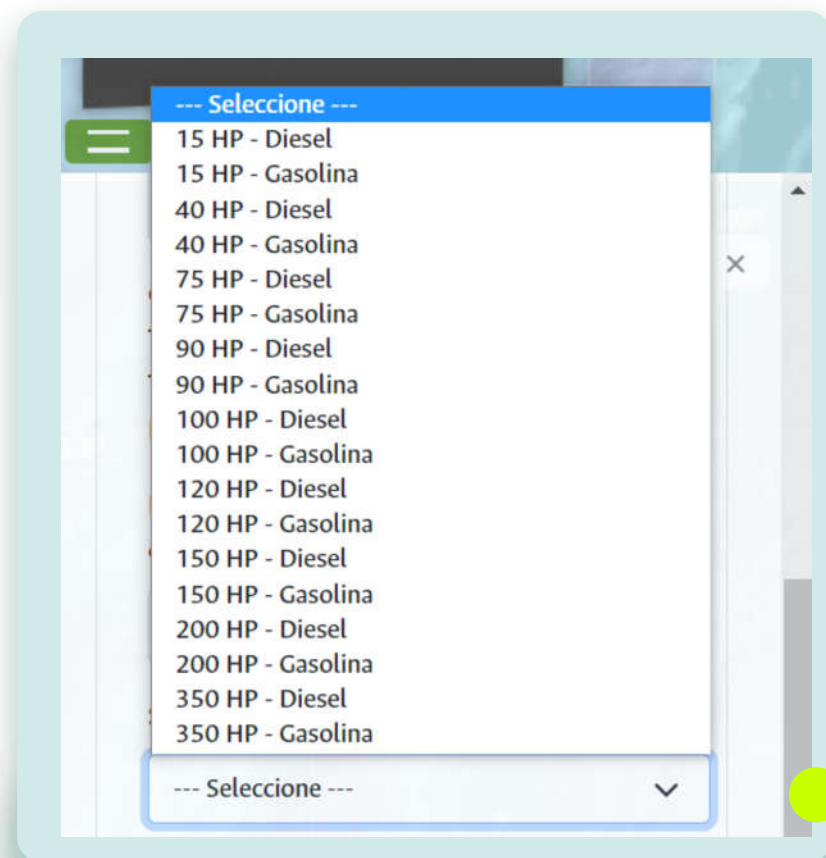 --- Seleccione ---
15 HP - Diesel
15 HP - Gasolina
40 HP - Diesel
40 HP - Gasolina
75 HP - Diesel
75 HP - Gasolina
90 HP - Diesel
90 HP - Gasolina
100 HP - Diesel
100 HP - Gasolina
120 HP - Diesel
120 HP - Gasolina
150 HP - Diesel
150 HP - Gasolina
200 HP - Diesel
200 HP - Gasolina
350 HP - Diesel
350 HP - Gasolina
--- Seleccione ---